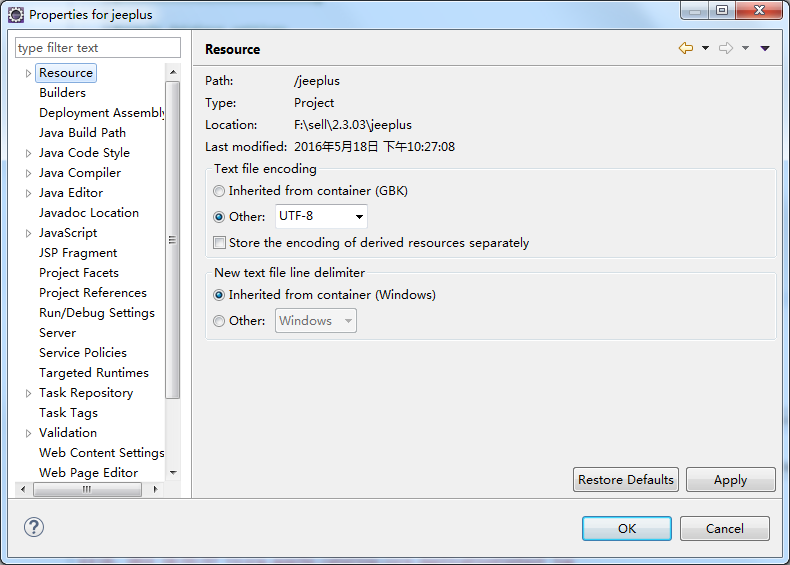 Properties for jeeplus
type filter text
Resource
Builders
Deployment Assembly
Java Build Path
Java Code Style
Java Compiler
Java Editor
Javadoc Location
JavaScript
JSP Fragment
Project Facets
Project References
Run/Debug Settings
Server
Service Policies
Targeted Runtimes
Task Repository
Task Tags
Validation
Web Content Settings
Web Page Editor
Resource
Path: /jeeplus
Type: Project
Location: F:\sell\2.3.03\jeeplus
Last modified: 2016年5月18日 下午10:27:08
Text file encoding
Inherited from container (GBK)
Other: UTF-8
Store the encoding of derived resources separately
New text file line delimiter
Inherited from container (Windows)
Other: Windows
Restore Defaults Apply
OK Cancel